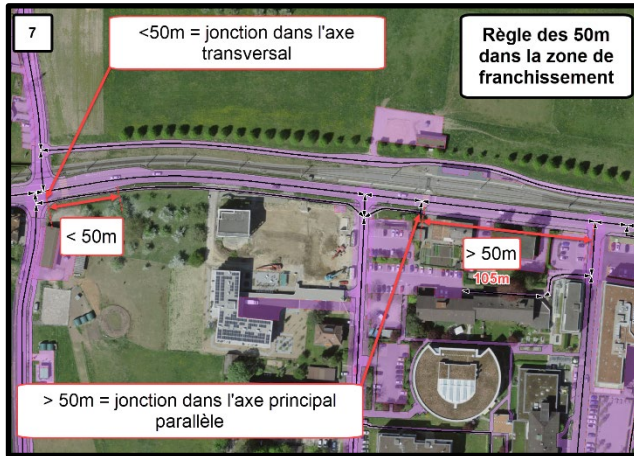 7
<50m = jonction dans l'axe
transversal
Règle des 50m
dans la zone de
franchissement
< 50m
> 50m
105m
> 50m = jonction dans l'axe principal
parallèle